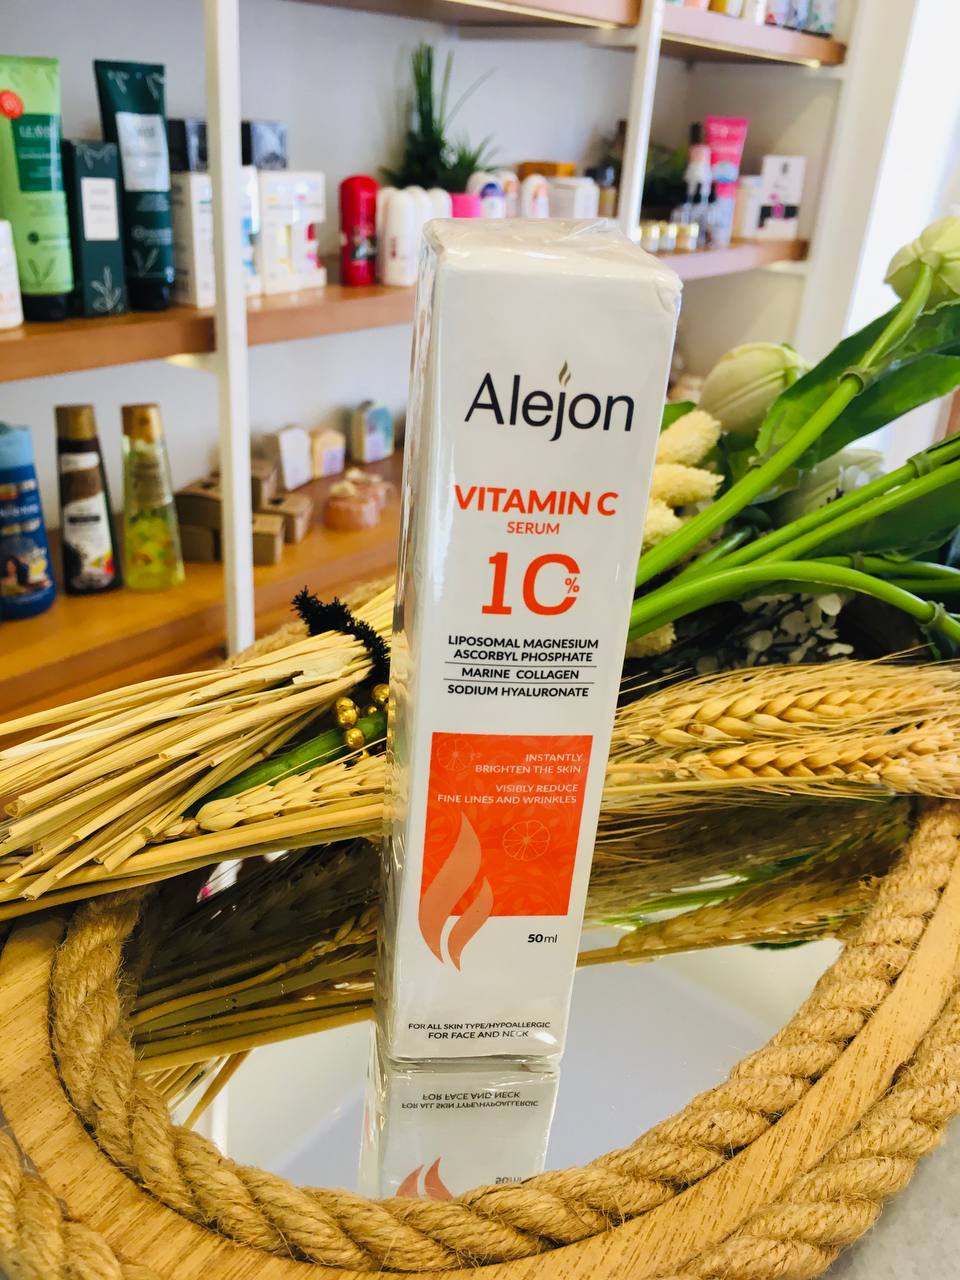 Alejon
VITAMIN C
SERUM
10%
LIPOSOMAL MAGNESIUM
ASCORBYL PHOSPHATE
MARINE COLLAGEN
SODIUM HYALURONATE
INSTANTLY
BRIGHTEN THE SKIN
VISIBLY REDUCE
FINE LINES AND WRINKLES
50ml
FOR ALL SKIN TYPE/HYPOALLERGIC
FOR FACE AND NECK